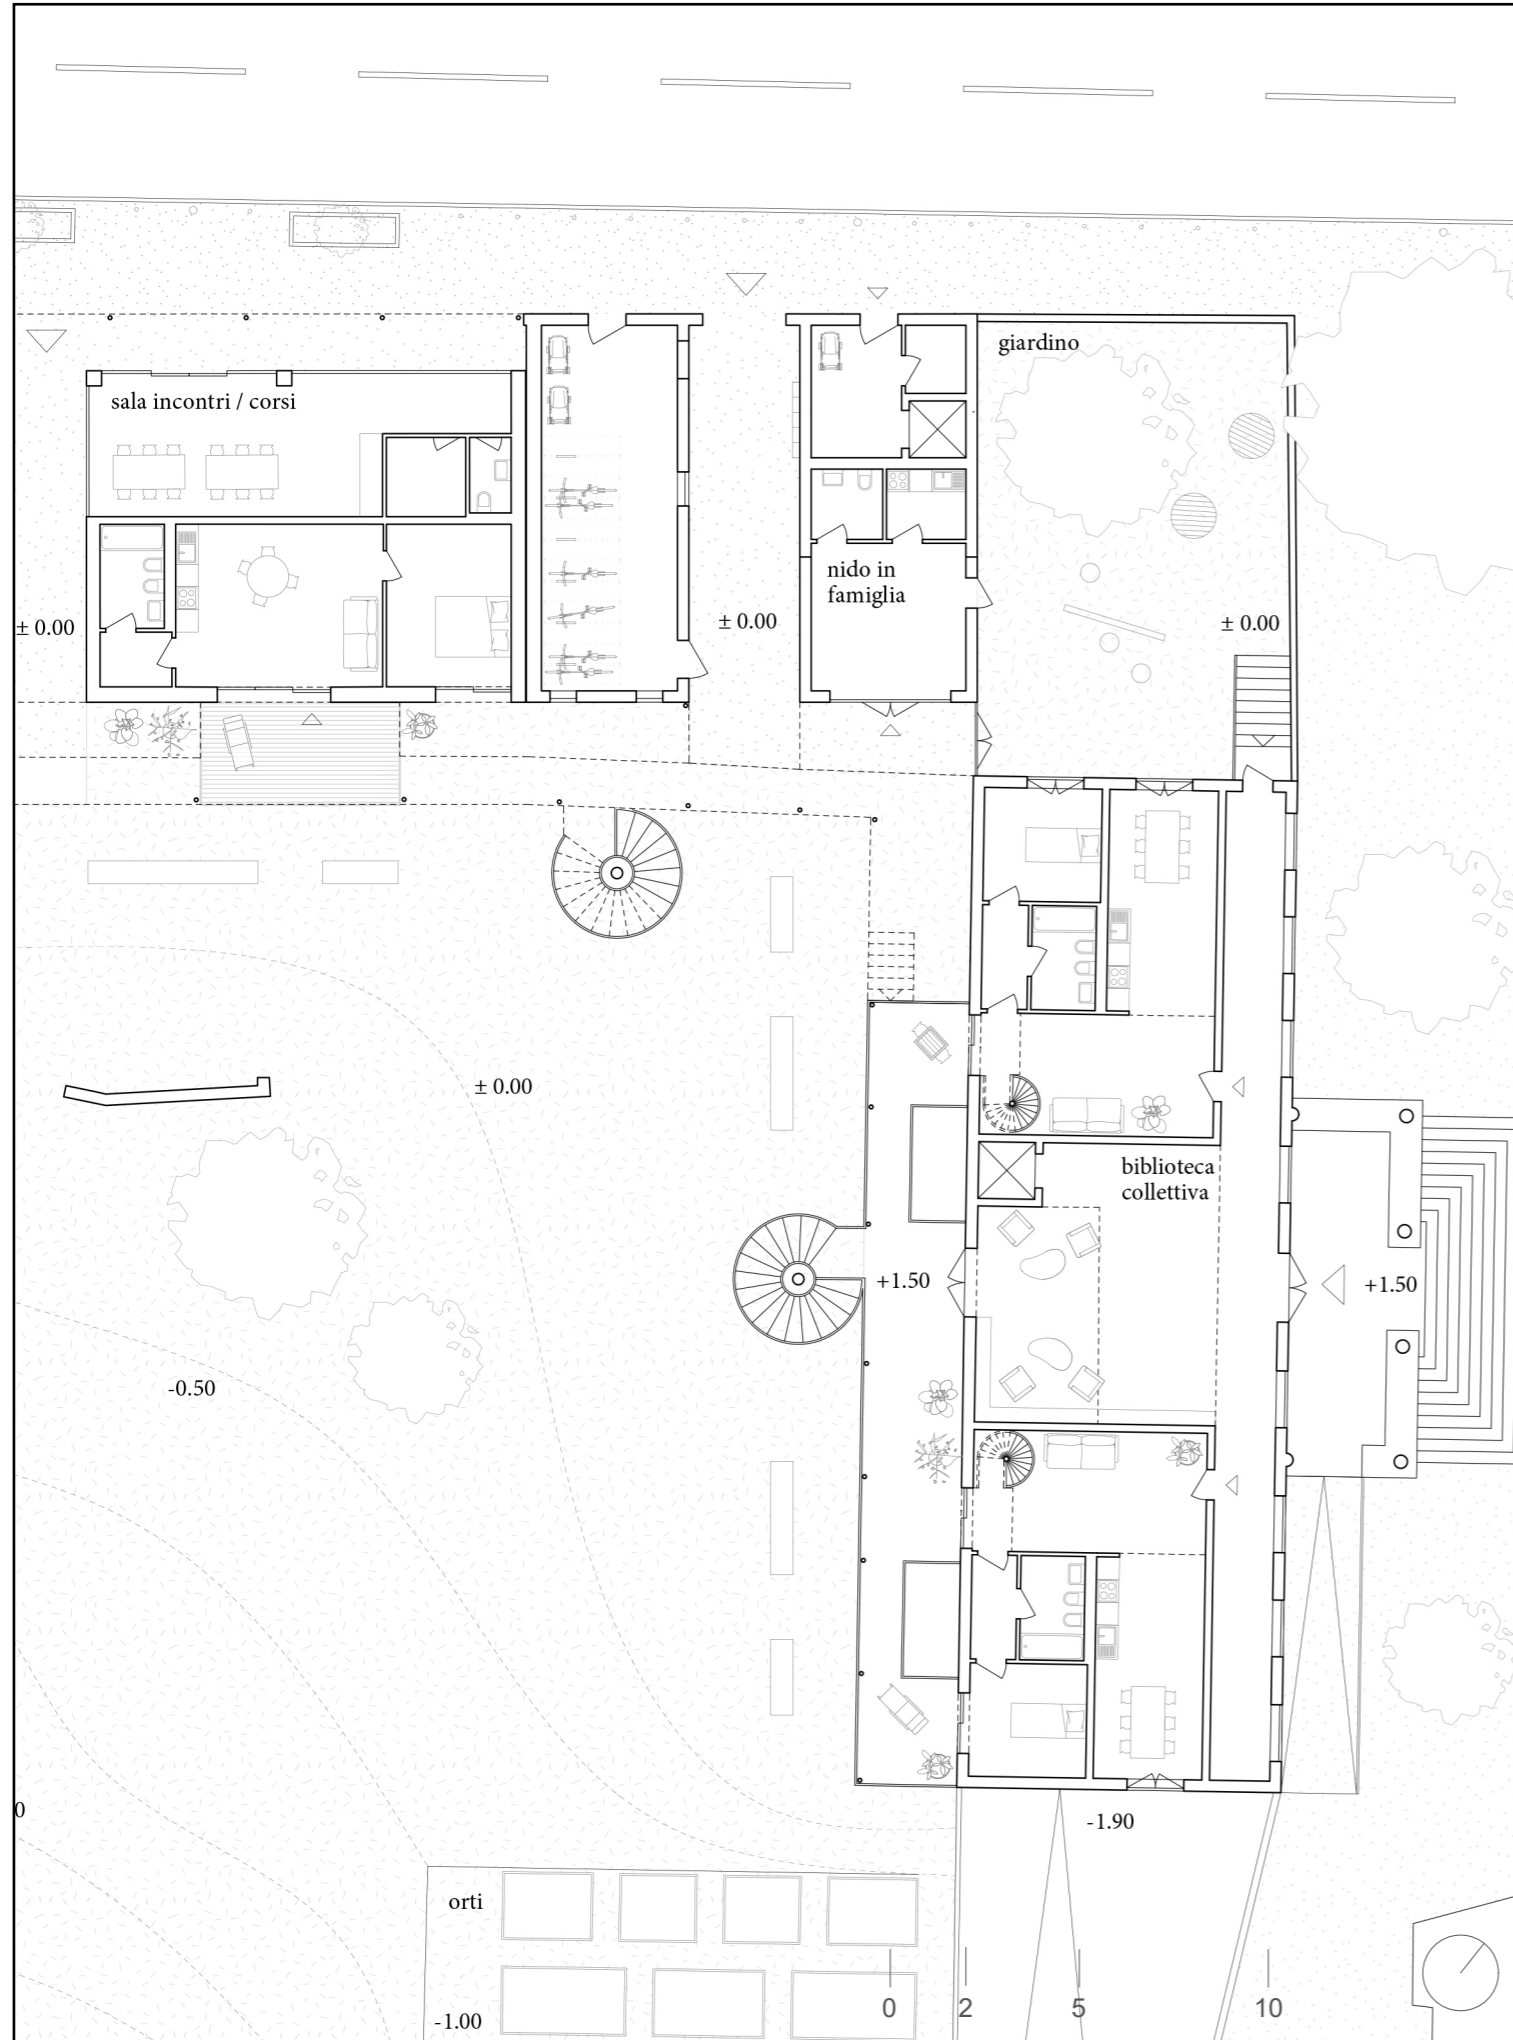 giardino
sala incontri / corsi
nido in
famiglia
± 0.00
± 0.00
± 0.00
± 0.00
biblioteca
collettiva
+1.50
+1.50
-0.50
0
-1.90
orti
-1.00
0 2 5 10